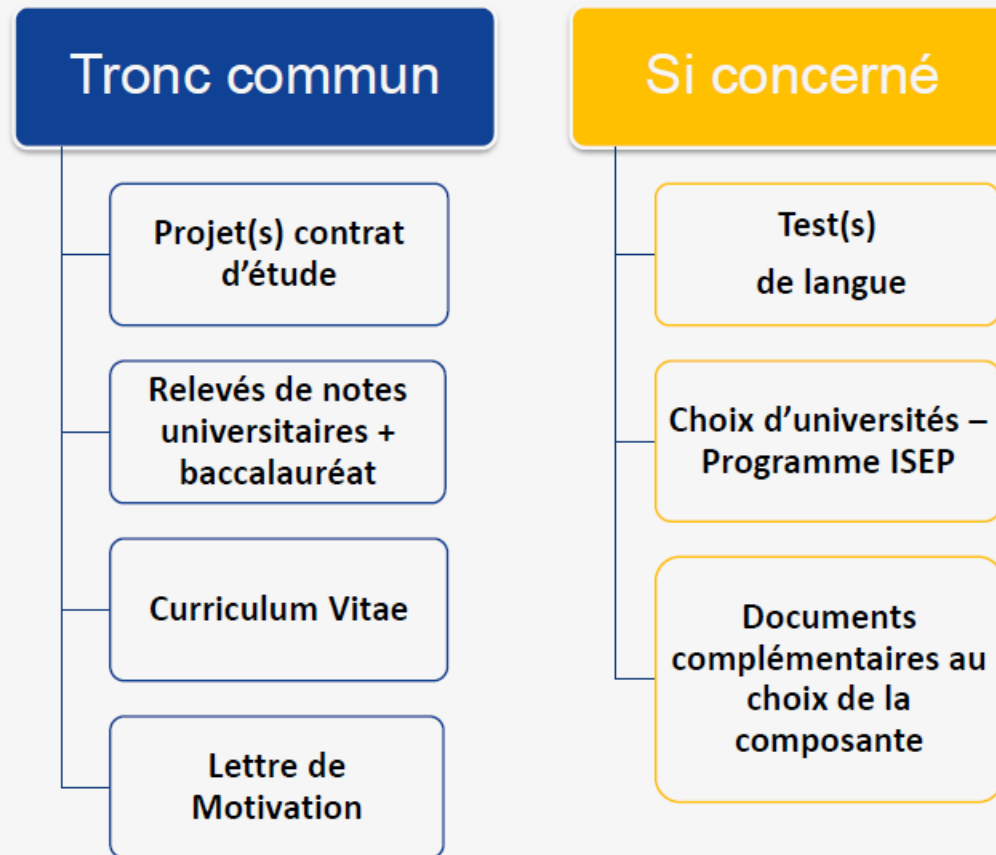 Tronc commun
Projet(s) contrat
d’étude
Relevés de notes
universitaires +
baccalauréat
Curriculum Vitae
Lettre de
Motivation
Si concerné
Test(s)
de langue
Choix d’universités –
Programme ISEP
Documents
complémentaires au
choix de la
composante